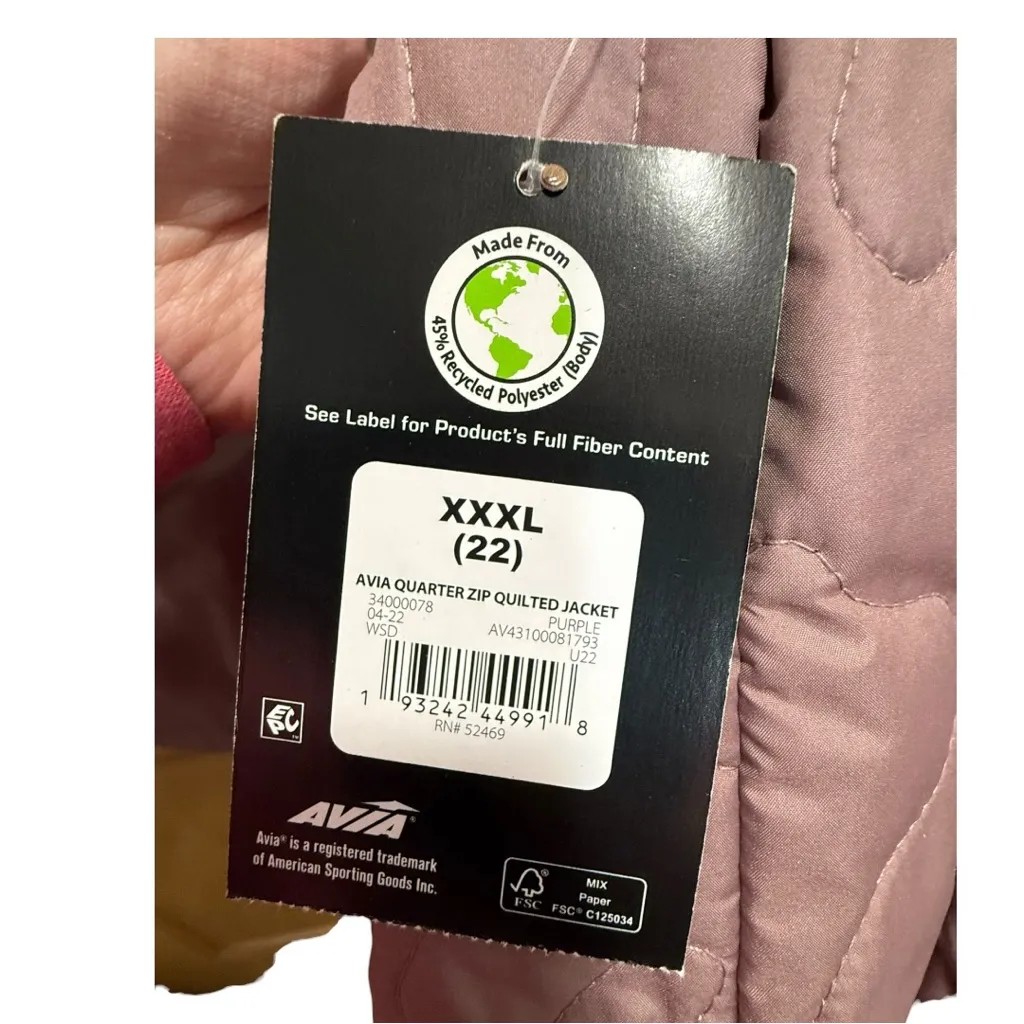 Made From
45% Recycled Polyester (Body)
See Label for Product's Full Fiber Content
XXXL
(22)
AVIA QUARTER ZIP QUILTED JACKET
34000078 PURPLE
04-22 AV43100081793
WSD U22
1 93242 44991 8
RN# 52469
EPC™
AVIA®
Avia® is a registered trademark
of American Sporting Goods Inc.
FSC®
MIX
Paper
FSC® C125034